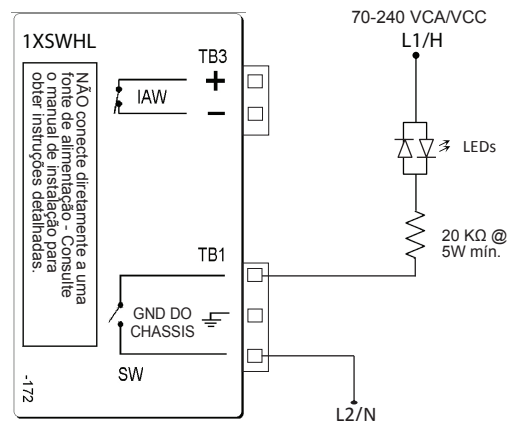 70-240 VCA/VCC
L1/H
1XSWHL
TB3
+
IAW
−
NÃO conecte diretamente a uma
fonte de alimentação - Consulte
o manual de instalação para
obter instruções detalhadas.
LEDs
20 KΩ @
5W mín.
TB1
GND DO
CHASSIS
SW
-172
L2/N